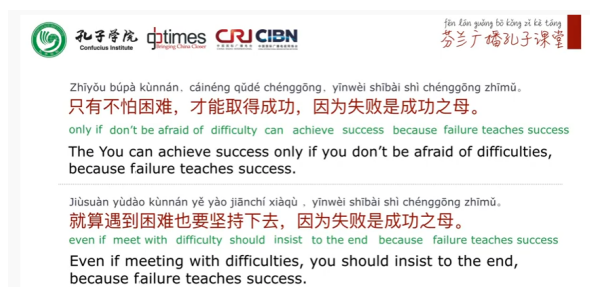 孔子学院
Confucius Institute
gbtimes
Bringing China Closer
CRI
CIBN
fēn lán guǎng bō kǒng zǐ kè táng
芬兰广播孔子课堂
Zhǐyǒu búpà kùnnán, cáinéng qǔdé chénggōng, yīnwèi shībài shì chénggōng zhīmǔ。
只有不怕困难，才能取得成功，因为失败是成功之母。
only if don't be afraid of difficulty can achieve success because failure teaches success
The You can achieve success only if you don't be afraid of difficulties,
because failure teaches success.
Jiùsuàn yùdào kùnnán yě yào jiānchí xiàqù , yīnwèi shībài shì chénggōng zhīmǔ。
就算遇到困难也要坚持下去，因为失败是成功之母。
even if meet with difficulty should insist to the end because failure teaches success
Even if meeting with difficulties, you should insist to the end,
because failure teaches success.